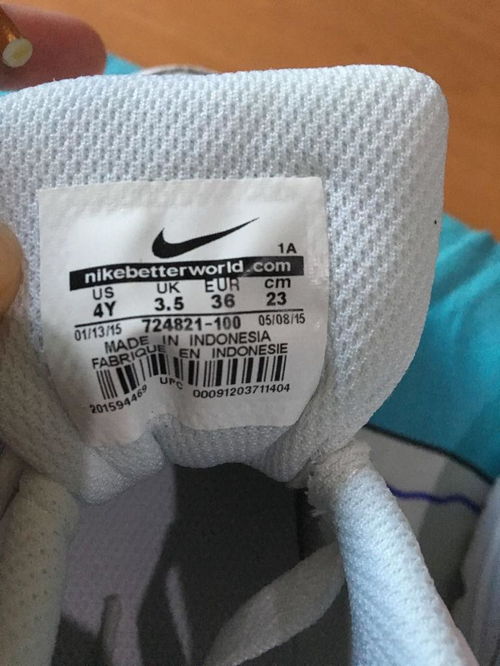 1A
nikebetterworld.com
US UK EUR cm
4Y 3.5 36 23
01/13/15 724821-100 05/08/15
MADE IN INDONESIA
FABRIQUE EN INDONESIE
201594469 UPC 00091203711404